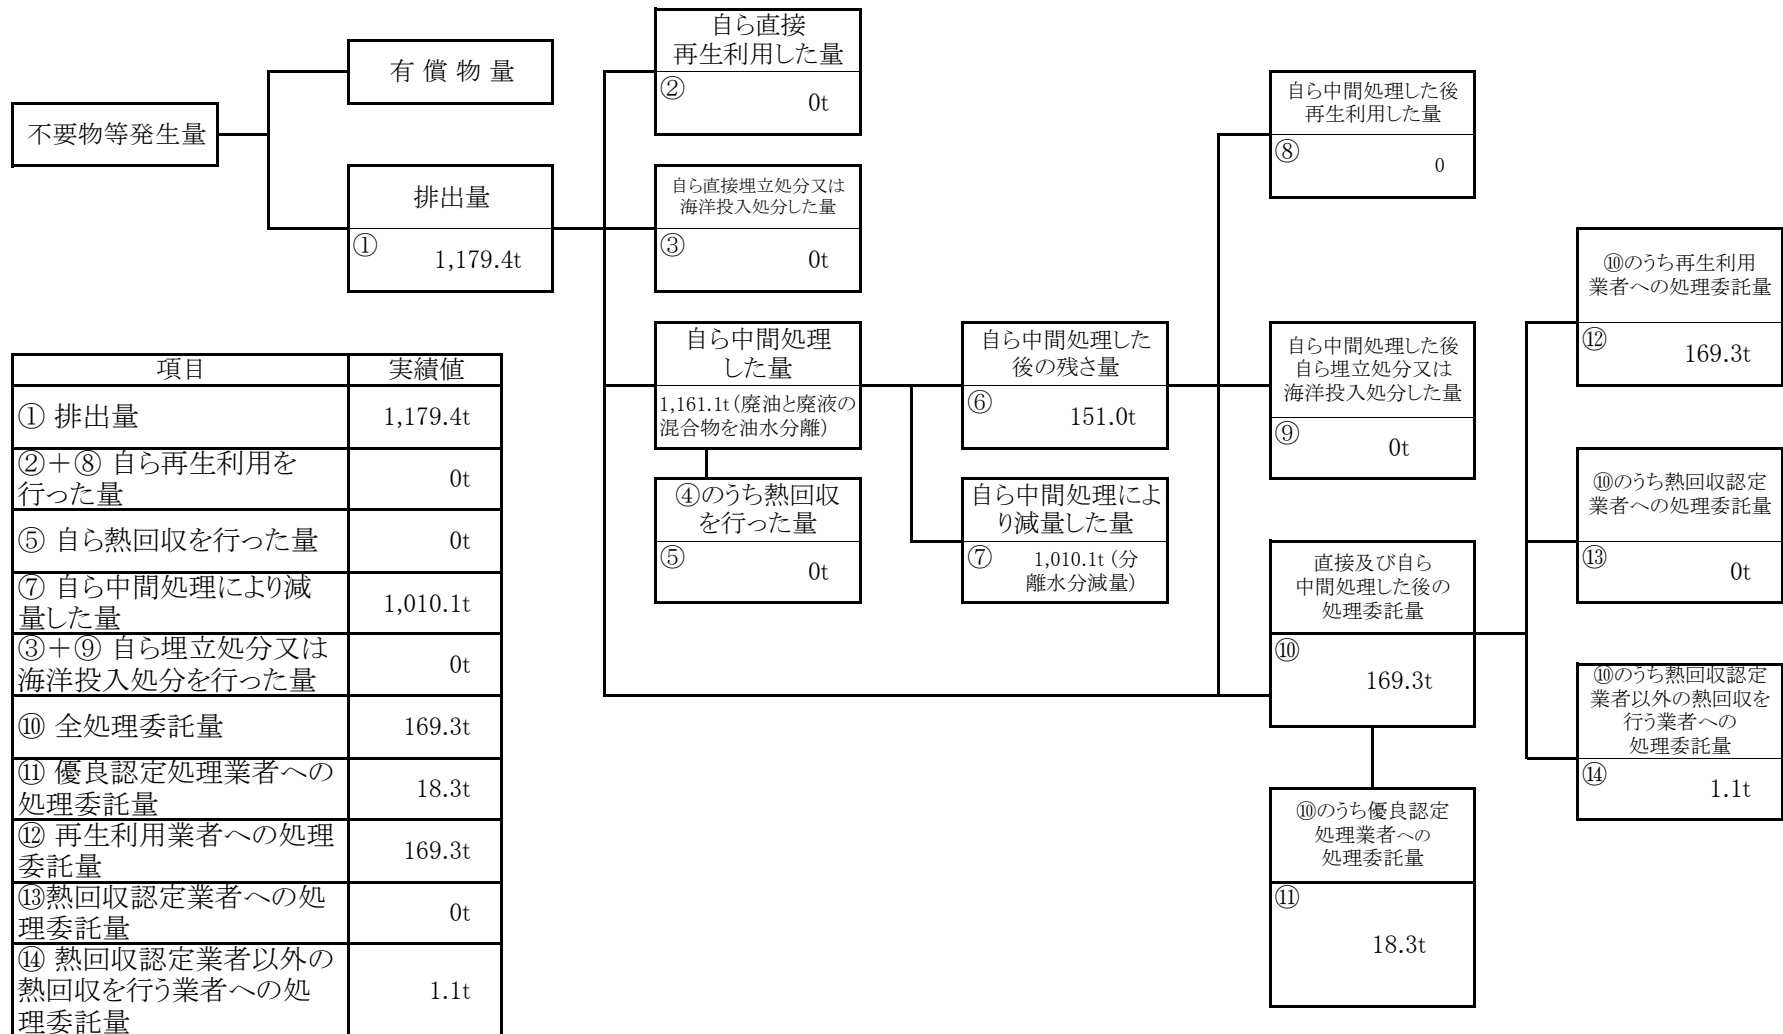 不要物等発生量
有 償 物 量
排出量
①
1,179.4t
自ら直接
再生利用した量
②
0t
自ら直接埋立処分又は
海洋投入処分した量
③
0t
自ら中間処理
した量
1,161.1t（廃油と廃液の
混合物を油水分離）
④のうち熱回収
を行った量
⑤
0t
自ら中間処理した
後の残さ量
⑥
151.0t
自ら中間処理によ
り減量した量
⑦
1,010.1t（分
離水分減量）
自ら中間処理した後
再生利用した量
⑧
0
自ら中間処理した後
自ら埋立処分又は
海洋投入処分した量
⑨
0t
直接及び自ら
中間処理した後の
処理委託量
⑩
169.3t
⑩のうち優良認定
処理業者への
処理委託量
⑪
18.3t
⑩のうち再生利用
業者への処理委託量
⑫
169.3t
⑩のうち熱回収認定
業者への処理委託量
⑬
0t
⑩のうち熱回収認定
業者以外の熱回収を
行う業者への
処理委託量
⑭
1.1t
項目 実績値
① 排出量 1,179.4t
②＋⑧ 自ら再生利用を
行った量 0t
⑤ 自ら熱回収を行った量 0t
⑦ 自ら中間処理により減
量した量 1,010.1t
③＋⑨ 自ら埋立処分又は
海洋投入処分を行った量 0t
⑩ 全処理委託量 169.3t
⑪ 優良認定処理業者への
処理委託量 18.3t
⑫ 再生利用業者への処理
委託量 169.3t
⑬熱回収認定業者への処
理委託量 0t
⑭ 熱回収認定業者以外の
熱回収を行う業者への処
理委託量 1.1t